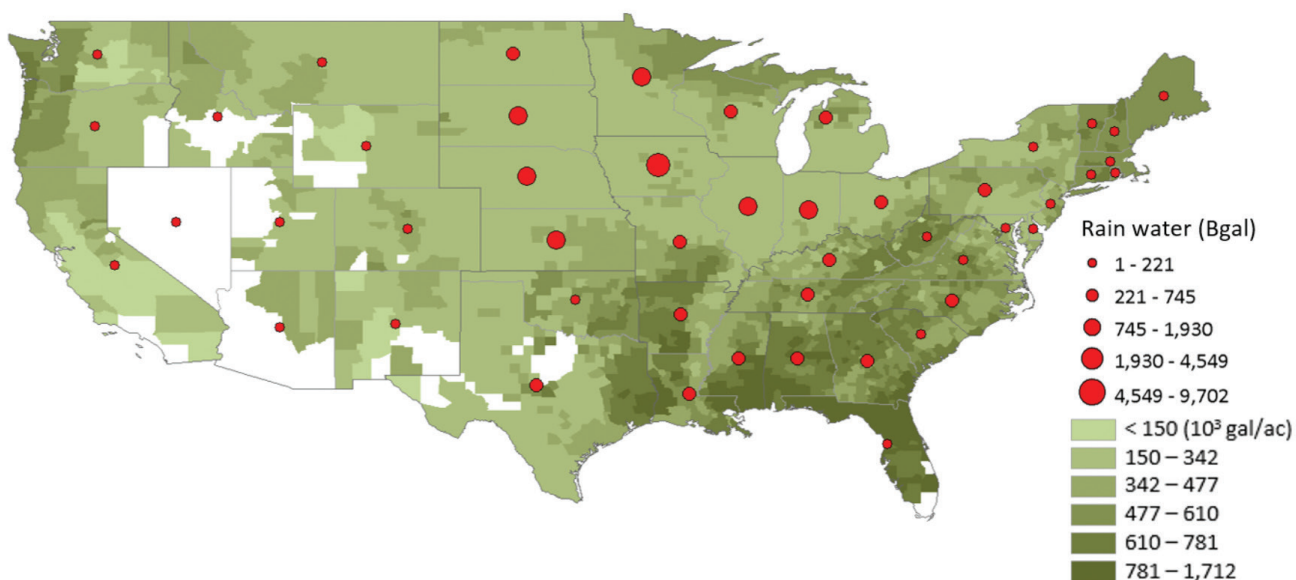 Rain water (Bgal)
1 - 221
221 - 745
745 - 1,930
1,930 - 4,549
4,549 - 9,702
< 150 (10³ gal/ac)
150 – 342
342 – 477
477 – 610
610 – 781
781 – 1,712